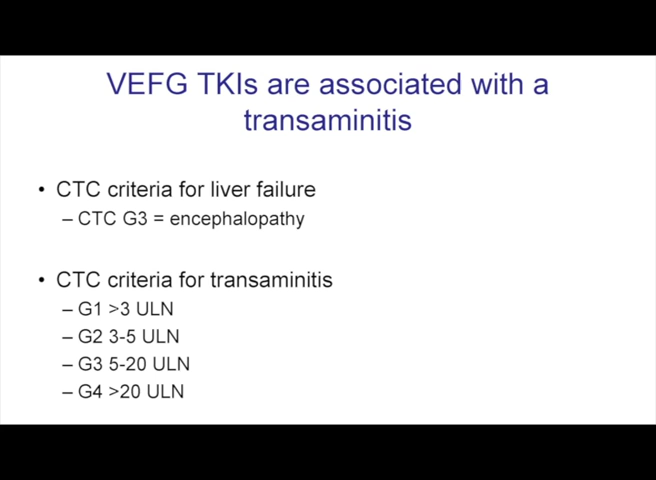 VEFG TKIs are associated with a
transaminitis
• CTC criteria for liver failure
– CTC G3 = encephalopathy
• CTC criteria for transaminitis
– G1 >3 ULN
– G2 3-5 ULN
– G3 5-20 ULN
– G4 >20 ULN